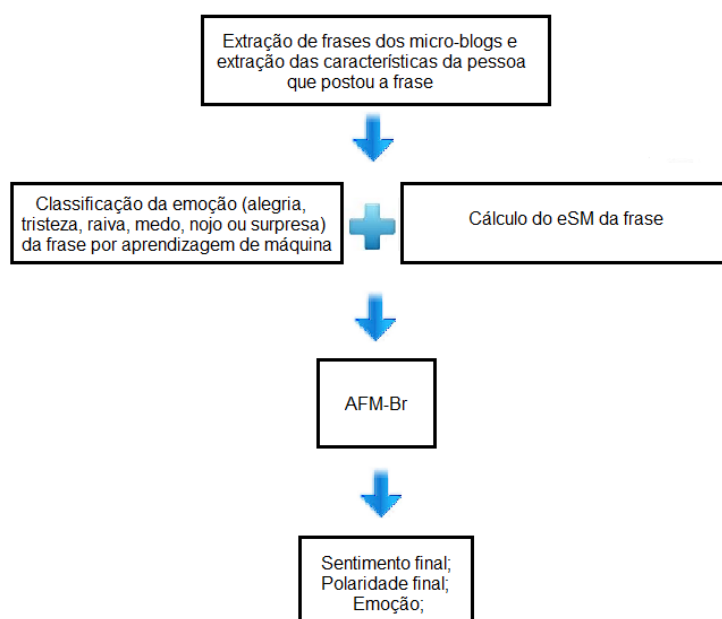 Extração de frases dos micro-blogs e
extração das características da pessoa
que postou a frase
Classificação da emoção (alegria,
tristeza, raiva, medo, nojo ou surpresa)
da frase por aprendizagem de máquina
Cálculo do eSM da frase
AFM-Br
Sentimento final;
Polaridade final;
Emoção;